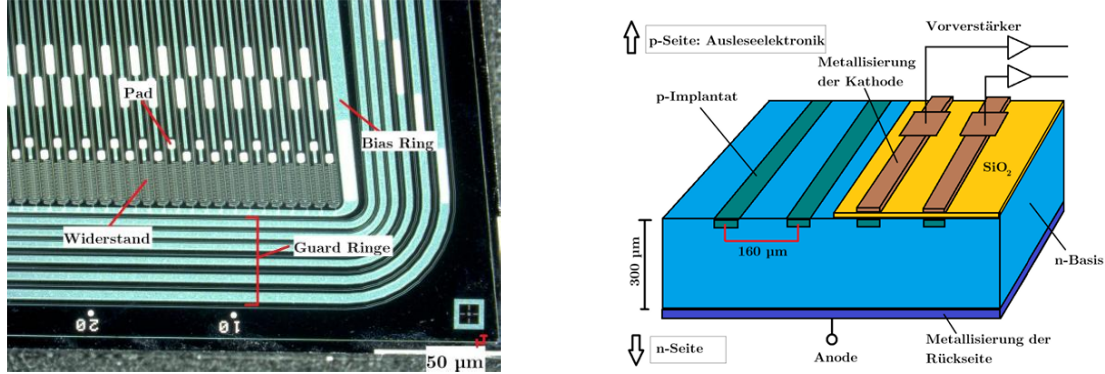 Pad
Bias Ring
Widerstand
Guard Ringe
20
10
50 µm
p-Seite: Ausleseelektronik
Vorverstärker
Metallisierung
der Kathode
p-Implantat
SiO₂
160 µm
300 µm
n-Basis
n-Seite
Anode
Metallisierung der
Rückseite